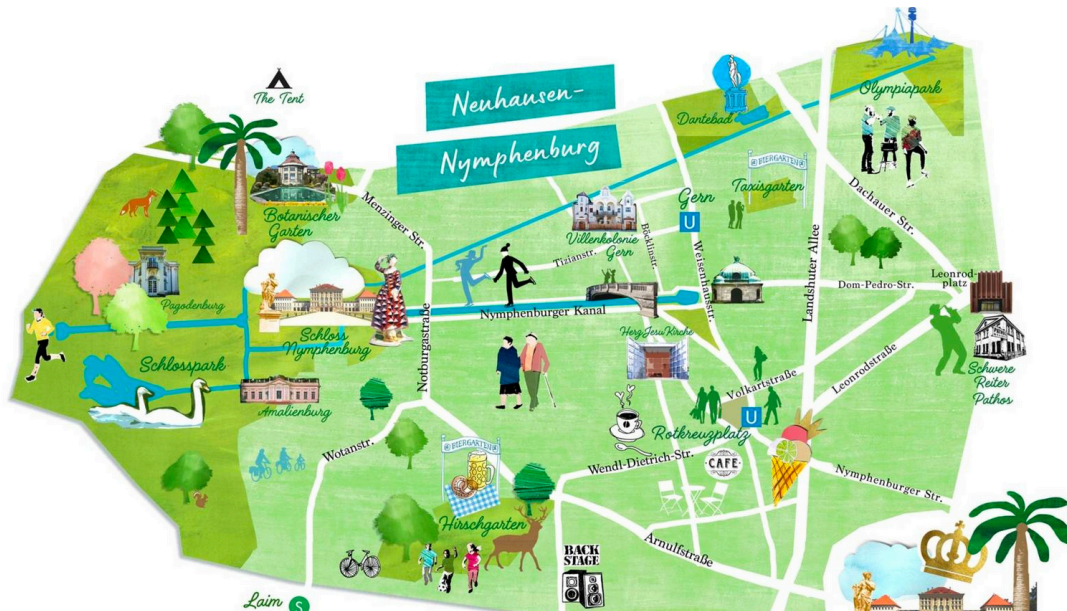 Neuhausen-
Nymphenburg
The Tent
Olympiapark
Dantebad
BIERGARTEN
Taxisgarten
Botanischer
Garten
Menzinger Str.
Gern
U
Dachauer Str.
Villenkolonie
Gern
Böcklinstr.
Tizianstr.
Weisenhausstr.
Landshuter Allee
Pagodenburg
Dom-Pedro-Str.
Leonrod-
platz
Schloss
Nymphenburg
Nymphenburger Kanal
Herz Jesu Kirche
Schlosspark
Notburgastraße
Amalienburg
Volkartstraße
Leonrodstraße
Schwere
Reiter
Pathos
Rotkreuzplatz
U
Wotanstr.
BIERGARTEN
Wendl-Dietrich-Str.
CAFE
Nymphenburger Str.
Hirschgarten
Arnulfstraße
BACK
STAGE
Laim
S